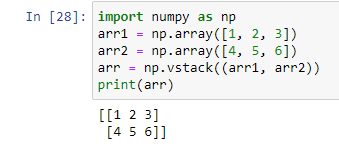 In [28]: import numpy as np
arr1 = np.array([1, 2, 3])
arr2 = np.array([4, 5, 6])
arr = np.vstack((arr1, arr2))
print(arr)
[[1 2 3]
[4 5 6]]